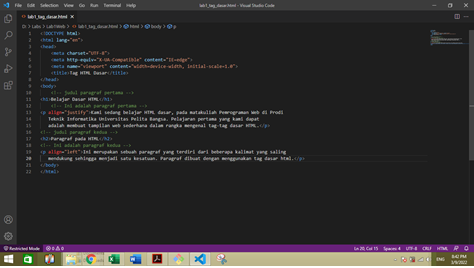 File Edit Selection View Go Run Terminal Help
lab1_tag_dasar.html - Visual Studio Code
lab1_tag_dasar.html
D: > Labs > Lab1Web > lab1_tag_dasar.html > html > body > p
1 <!DOCTYPE html>
2 <html lang="en">
3 <head>
4 <meta charset="UTF-8">
5 <meta http-equiv="X-UA-Compatible" content="IE=edge">
6 <meta name="viewport" content="width=device-width, initial-scale=1.0">
7 <title>Tag HTML Dasar</title>
8 </head>
9 <body>
10 <!-- judul paragraf pertama -->
11 <h1>Belajar Dasar HTML</h1>
12 <!-- Ini adalah paragraf pertama -->
13 <p align="justify">Kami sedang belajar HTML dasar, pada matakuliah Pemrograman Web di Prodi
14 Teknik Informatika Universitas Pelita Bangsa. Pelajaran pertama yang kami dapat
15 adalah membuat tampilan web sederhana dalam rangka mengenal tag-tag dasar HTML.</p>
16 <!-- judul paragraf kedua -->
17 <h2>Paragraf pada HTML</h2>
18 <!-- Ini adalah paragraf kedua -->
19 <p align="left">Ini merupakan sebuah paragraf yang terdiri dari beberapa kalimat yang saling
20 mendukung sehingga menjadi satu kesatuan. Paragraf dibuat dengan menggunakan tag dasar html.</p>
21 </body>
22 </html>
Restricted Mode 0 0 Ln 20, Col 15 Spaces: 4 UTF-8 CRLF HTML
ENG 8:42 PM
3/9/2022